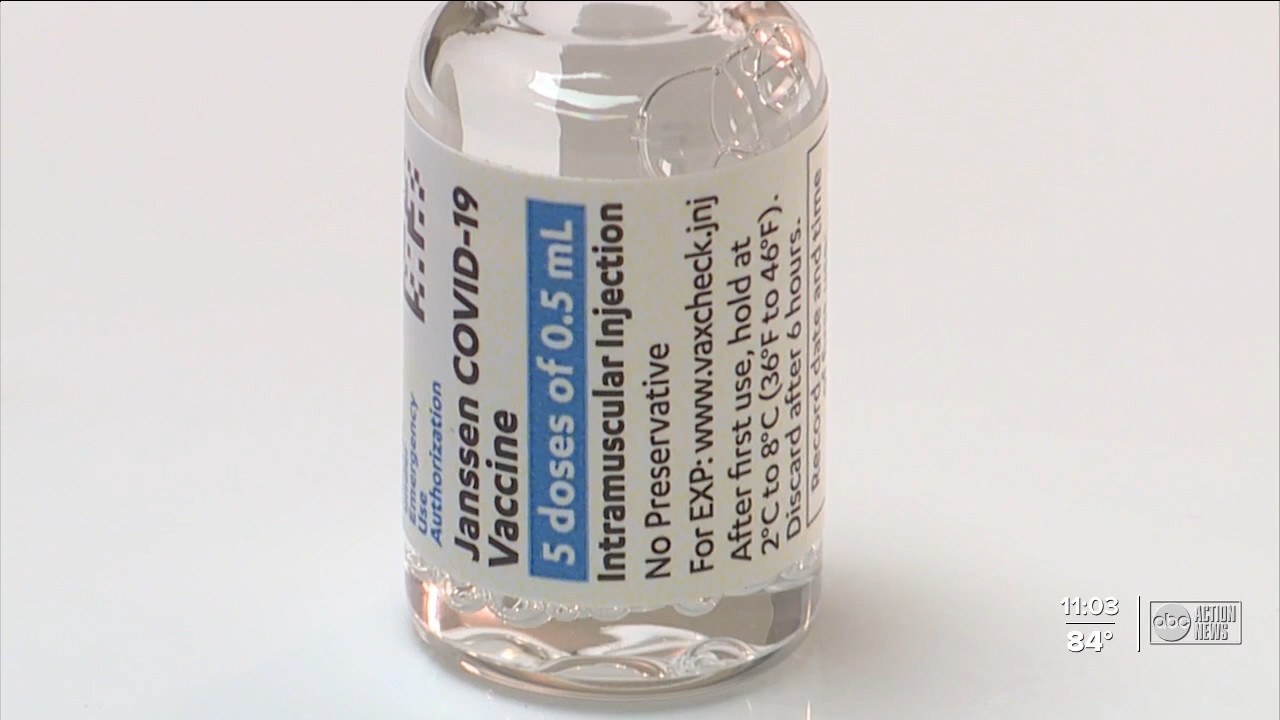 Emergency
Use
Authorization
Janssen COVID-19
Vaccine
5 doses of 0.5 mL
Intramuscular Injection
No Preservative
For EXP: www.vaxcheck.jnj
After first use, hold at
2°C to 8°C (36°F to 46°F).
Discard after 6 hours.
Record date and time
11:03
84°
abc ACTION
NEWS